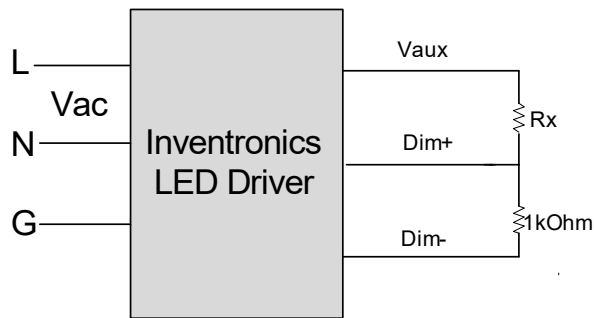 L
Vac
N
G
Inventronics
LED Driver
Vaux
Rx
Dim+
1kOhm
Dim-